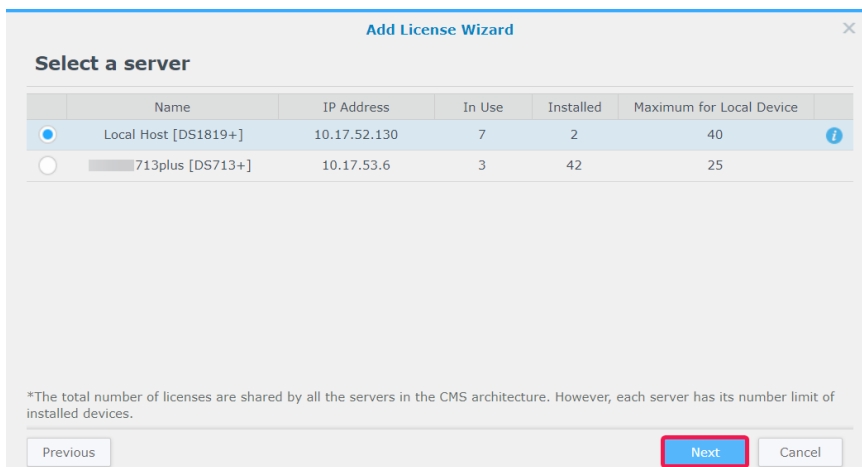 Add License Wizard
Select a server
Name IP Address In Use Installed Maximum for Local Device
Local Host [DS1819+] 10.17.52.130 7 2 40
713plus [DS713+] 10.17.53.6 3 42 25
*The total number of licenses are shared by all the servers in the CMS architecture. However, each server has its number limit of
installed devices.
Previous Next Cancel